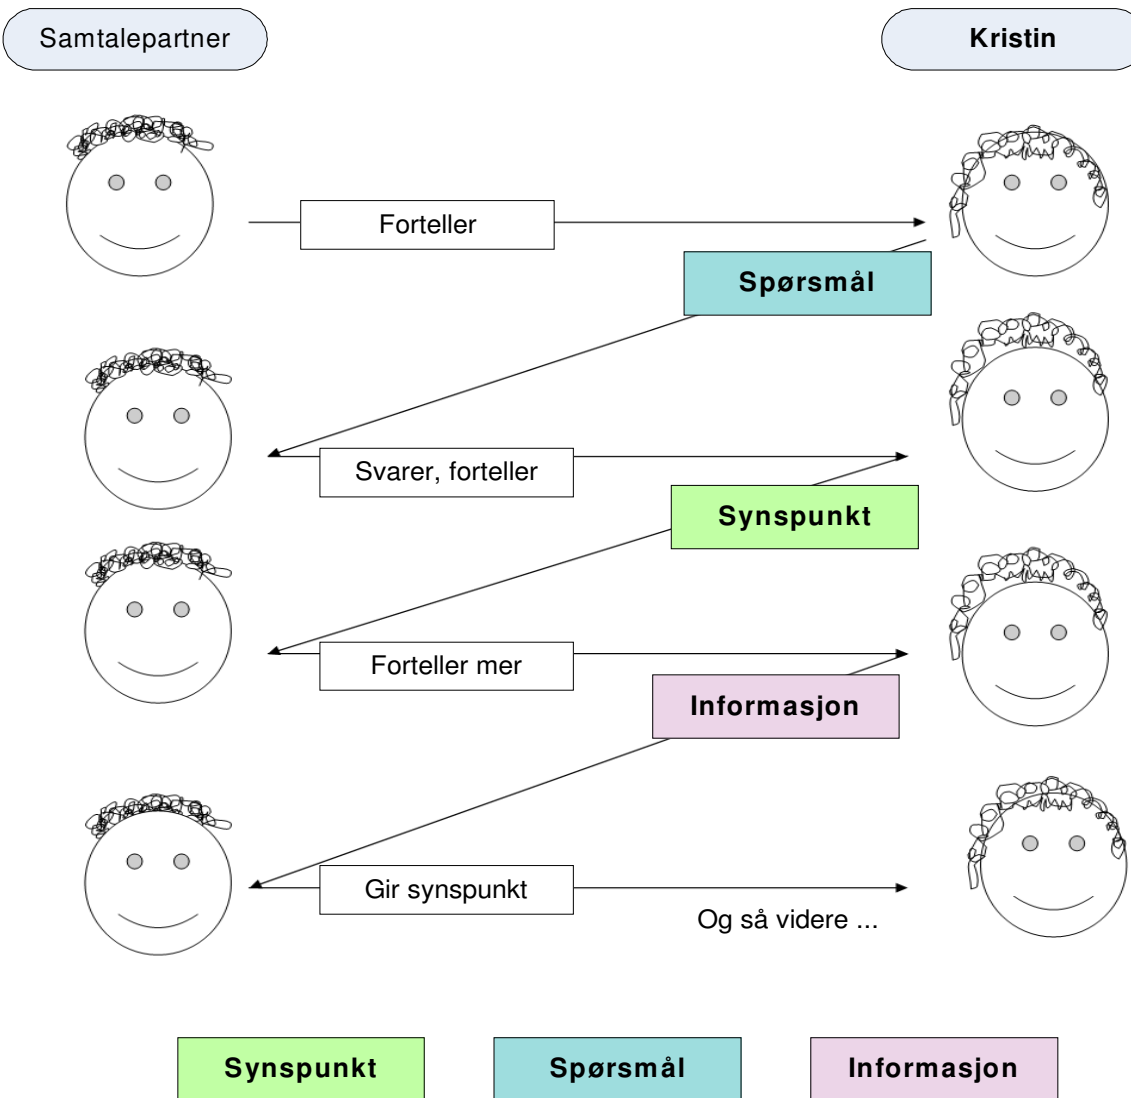 Samtalepartner
Kristin
Forteller
Spørsmål
Svarer, forteller
Synspunkt
Forteller mer
Informasjon
Gir synspunkt
Og så videre ...
Synspunkt
Spørsmål
Informasjon